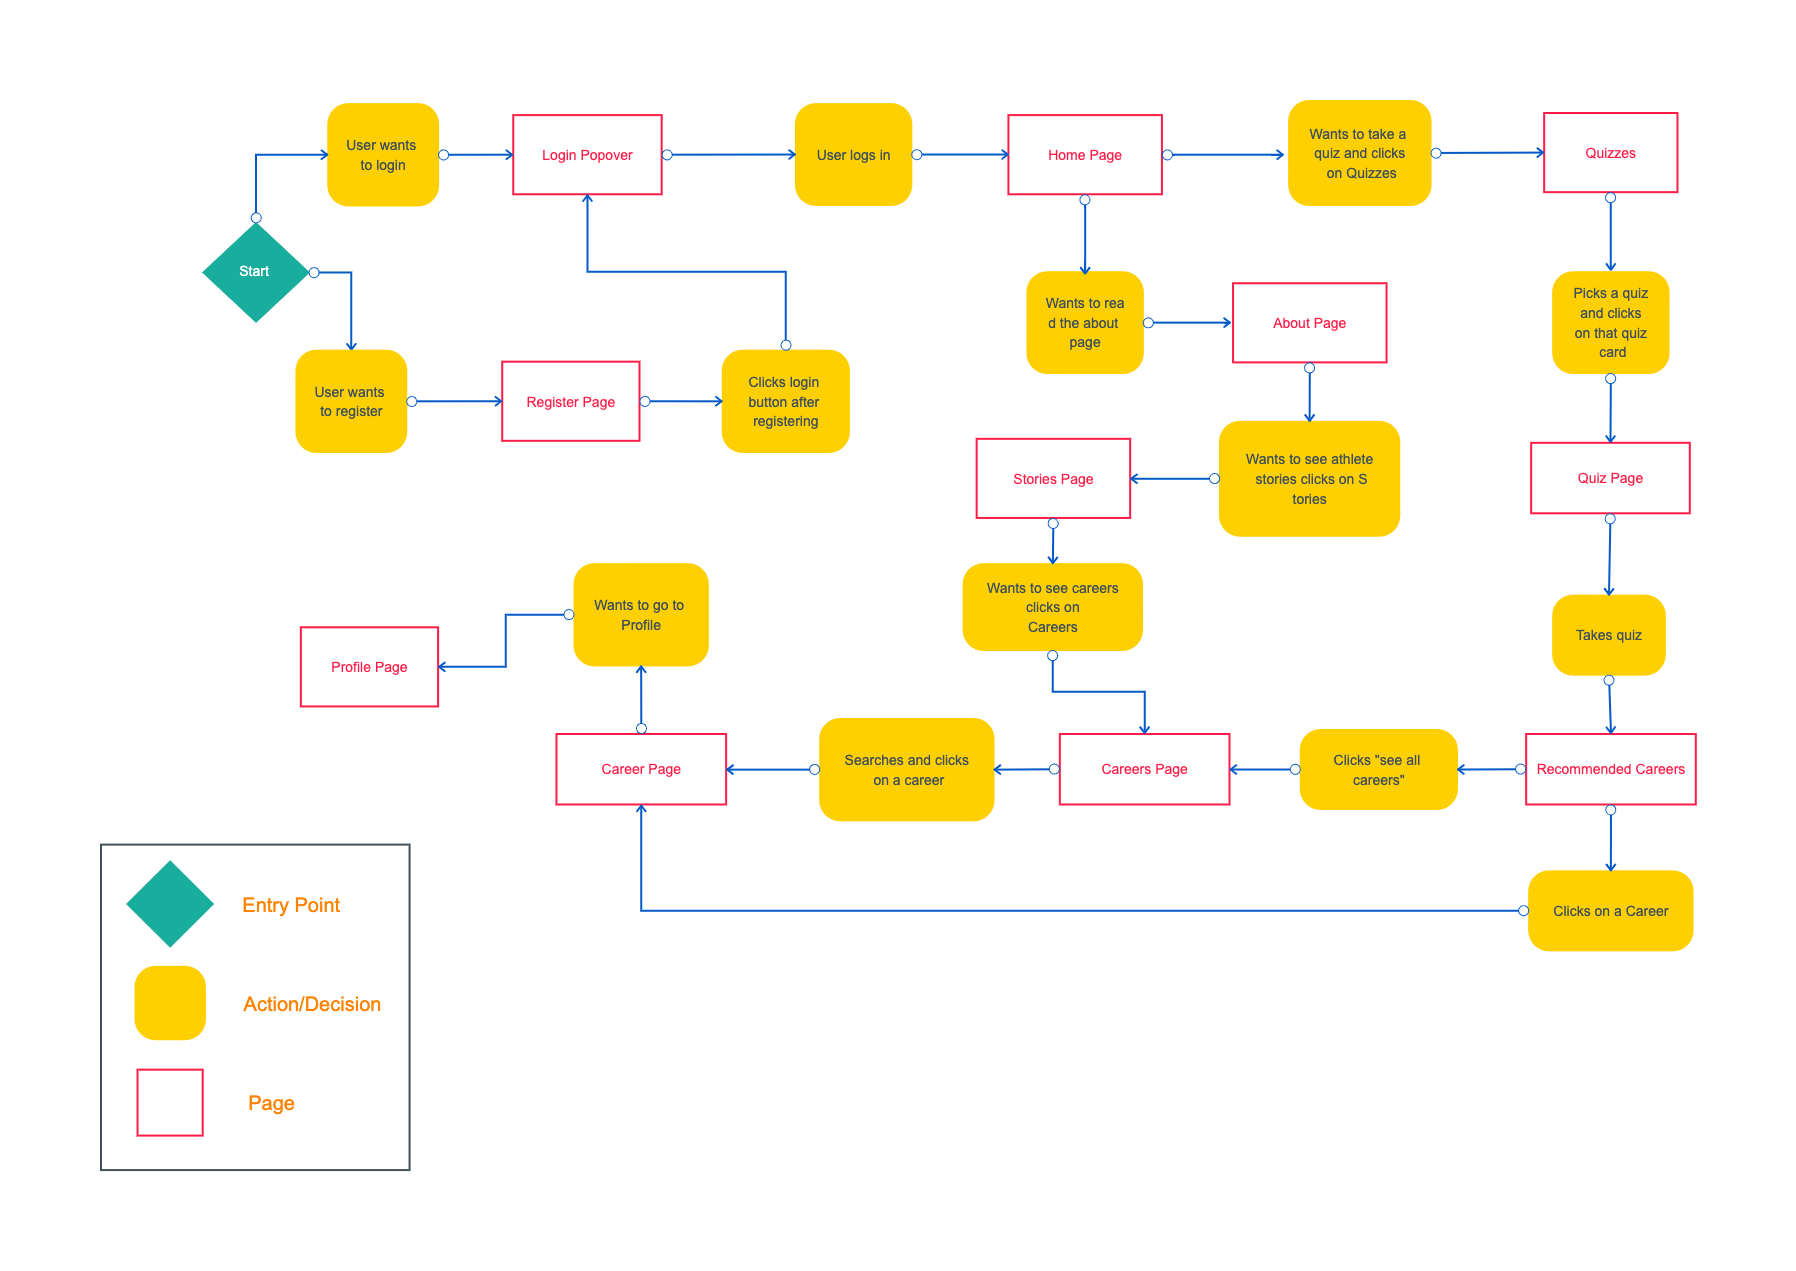 User wants
to login
Login Popover
User logs in
Home Page
Wants to take a
quiz and clicks
on Quizzes
Quizzes
Start
Wants to rea
d the about
page
About Page
Picks a quiz
and clicks
on that quiz
card
User wants
to register
Register Page
Clicks login
button after
registering
Stories Page
Wants to see athlete
stories clicks on S
tories
Quiz Page
Wants to go to
Profile
Wants to see careers
clicks on
Careers
Takes quiz
Profile Page
Career Page
Searches and clicks
on a career
Careers Page
Clicks "see all
careers"
Recommended Careers
Clicks on a Career
Entry Point
Action/Decision
Page